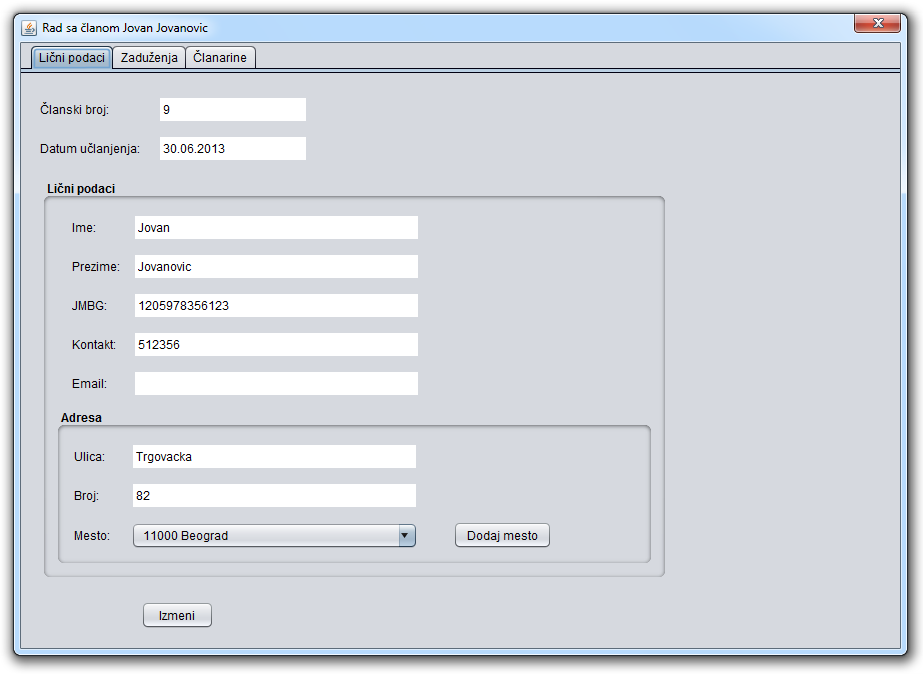 Rad sa članom Jovan Jovanovic
Lični podaci Zaduženja Članarine
Članski broj: 9
Datum učlanjenja: 30.06.2013
Lični podaci
Ime: Jovan
Prezime: Jovanovic
JMBG: 1205978356123
Kontakt: 512356
Email:
Adresa
Ulica: Trgovacka
Broj: 82
Mesto: 11000 Beograd Dodaj mesto
Izmeni